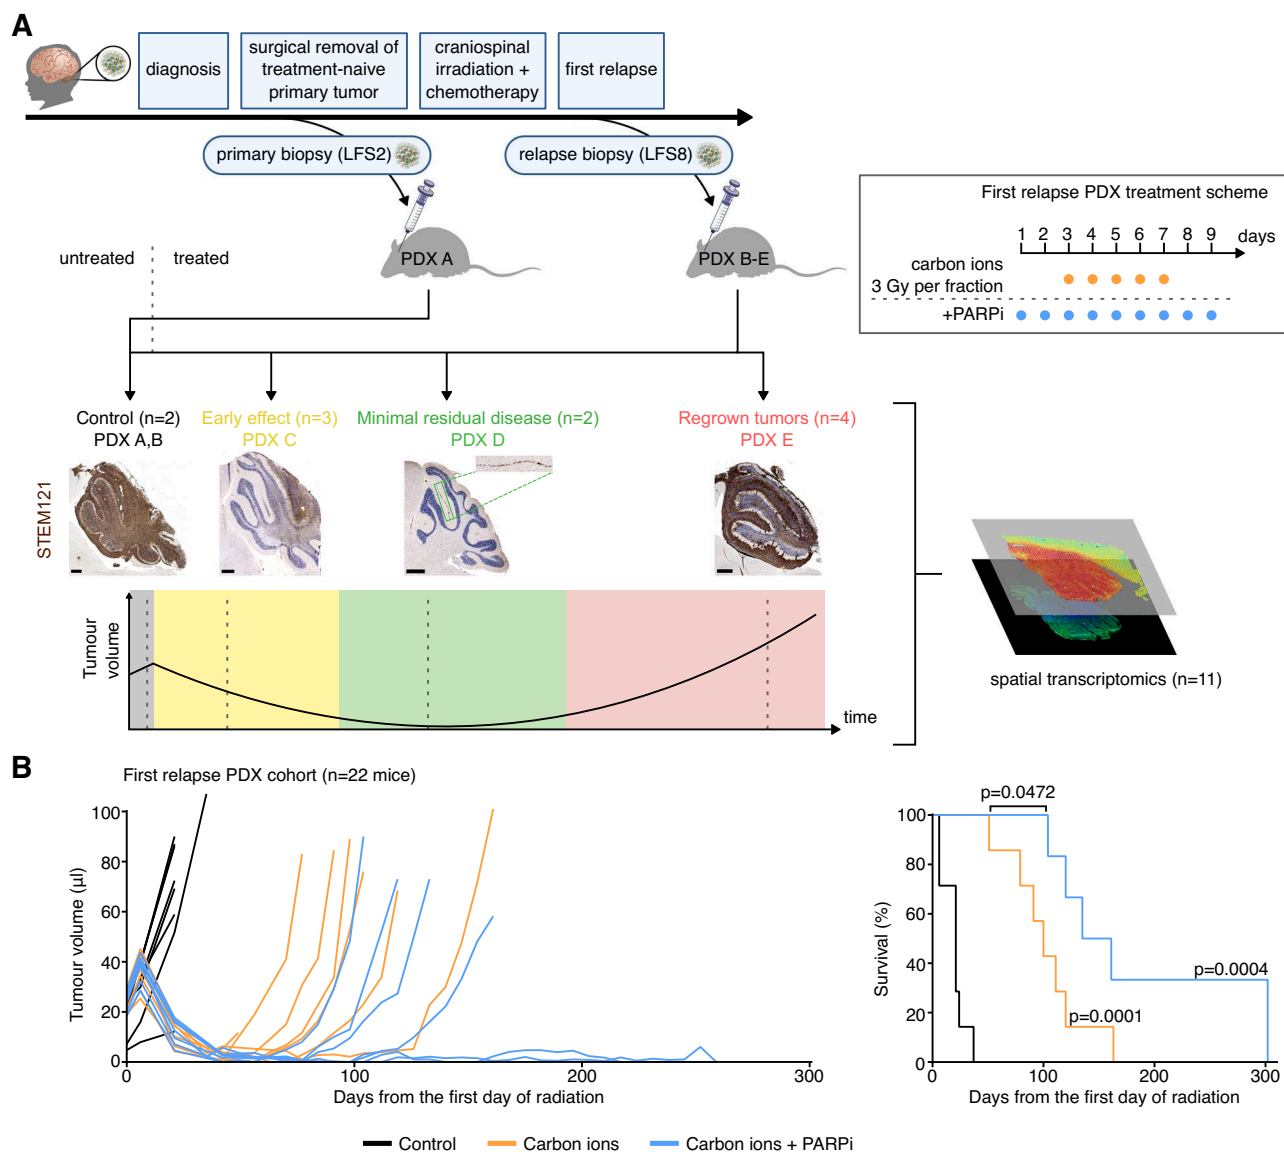 A
diagnosis
surgical removal of
treatment-naive
primary tumor
craniospinal
irradiation +
chemotherapy
first relapse
primary biopsy (LFS2)
relapse biopsy (LFS8)
untreated
treated
PDX A
PDX B-E
First relapse PDX treatment scheme
1 2 3 4 5 6 7 8 9 days
carbon ions
3 Gy per fraction
+PARPi
Control (n=2)
PDX A,B
Early effect (n=3)
PDX C
Minimal residual disease (n=2)
PDX D
Regrown tumors (n=4)
PDX E
STEM121
Tumour
volume
time
spatial transcriptomics (n=11)
B
First relapse PDX cohort (n=22 mice)
Tumour volume (µl)
100
80
60
40
20
0
0 100 200 300
Days from the first day of radiation
Survival (%)
100
80
60
40
20
0
p=0.0472
p=0.0004
p=0.0001
0 100 200 300
Days from the first day of radiation
Control
Carbon ions
Carbon ions + PARPi